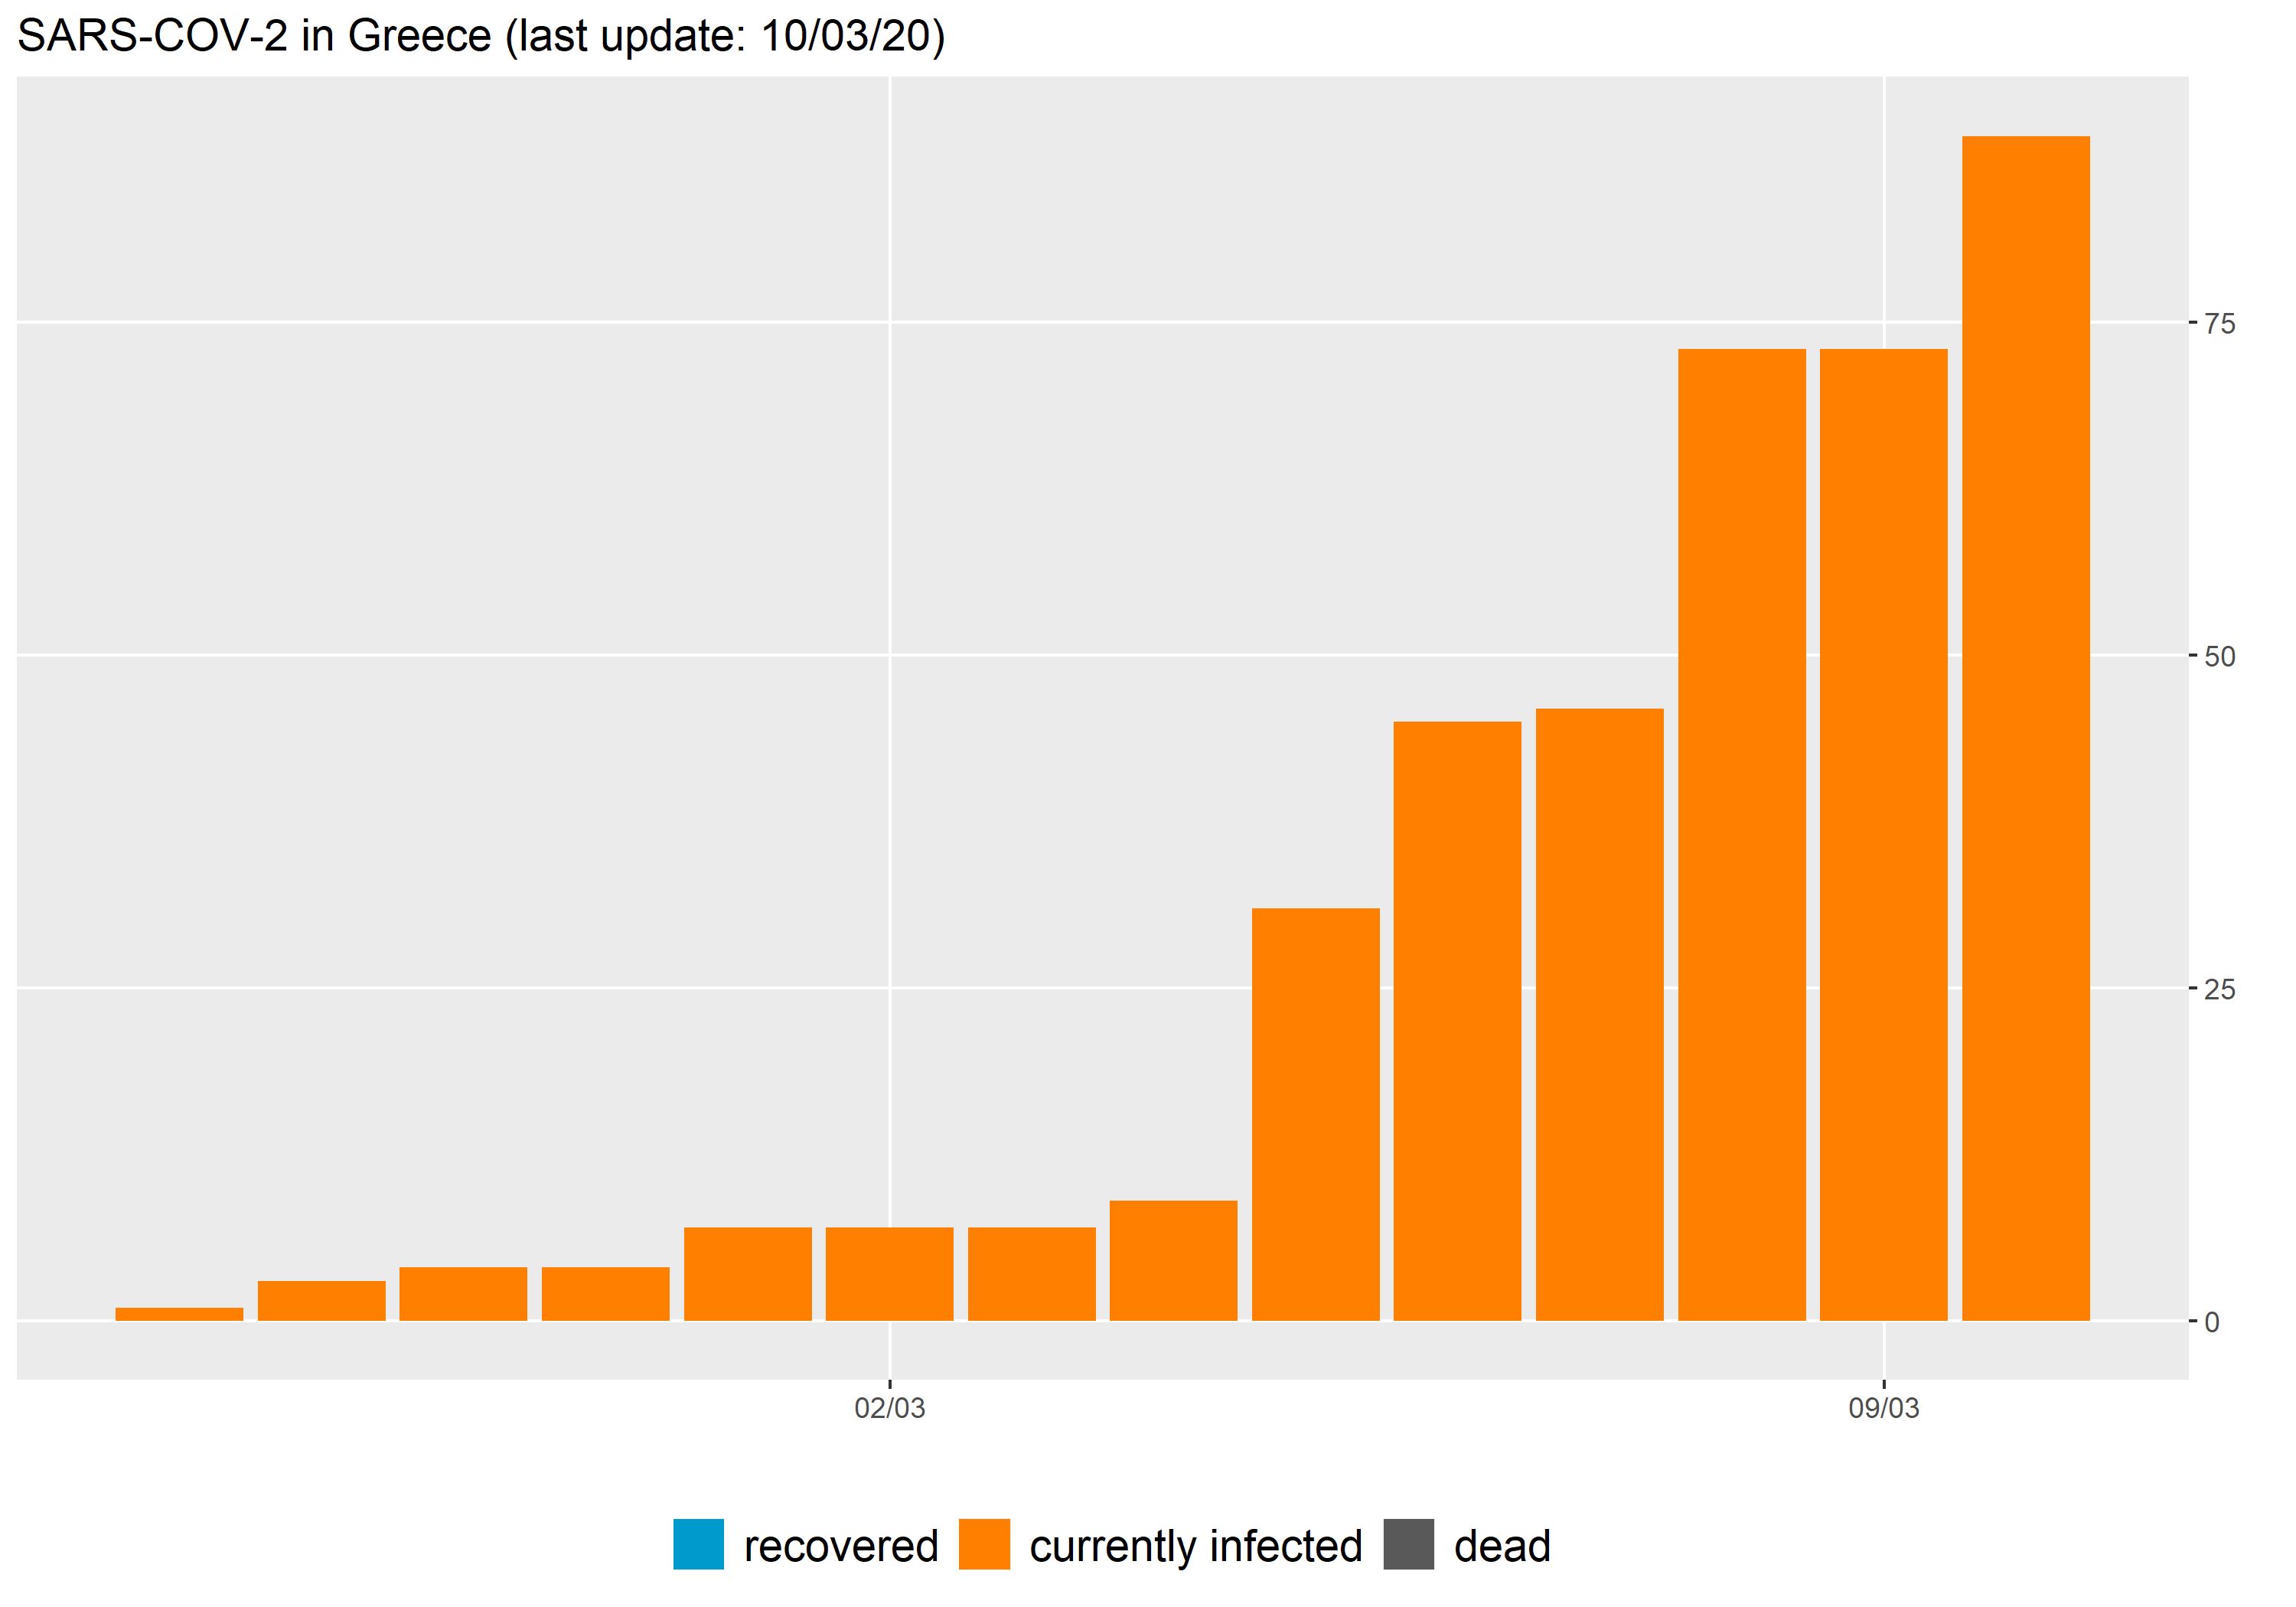 SARS-COV-2 in Greece (last update: 10/03/20)
75
50
25
0
02/03 09/03
recovered currently infected dead